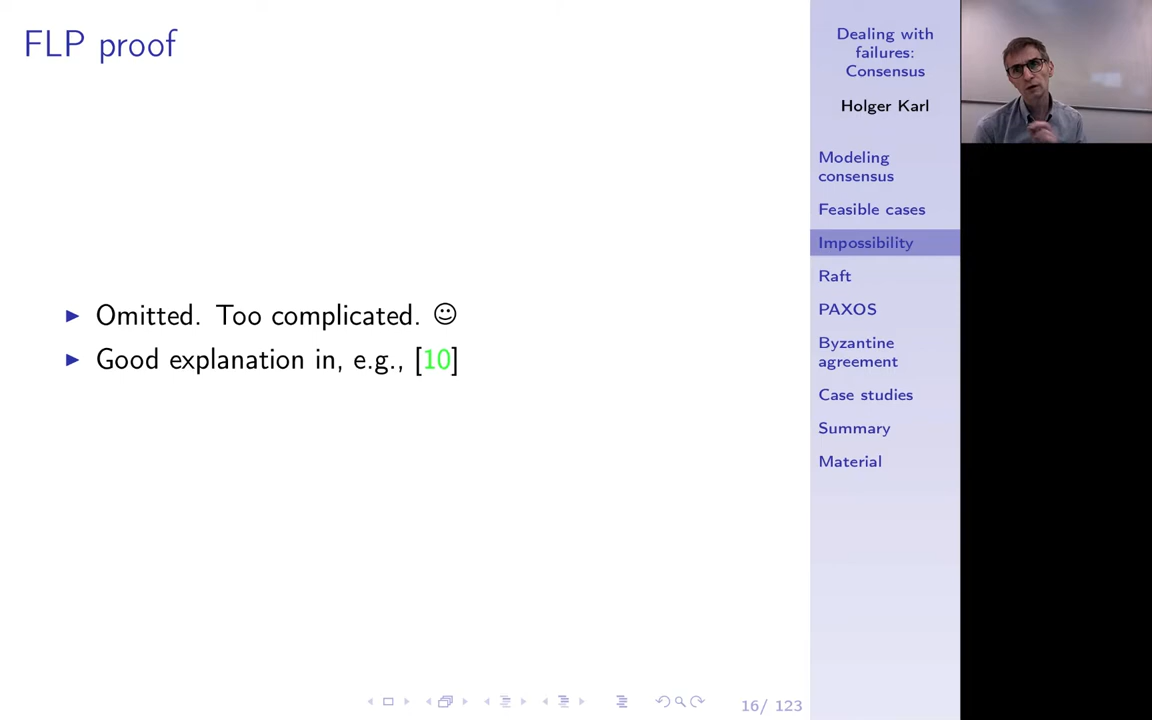 FLP proof
▶ Omitted. Too complicated. ☺
▶ Good explanation in, e.g., [10]
16/ 123
Dealing with
failures:
Consensus
Holger Karl
Modeling
consensus
Feasible cases
Impossibility
Raft
PAXOS
Byzantine
agreement
Case studies
Summary
Material